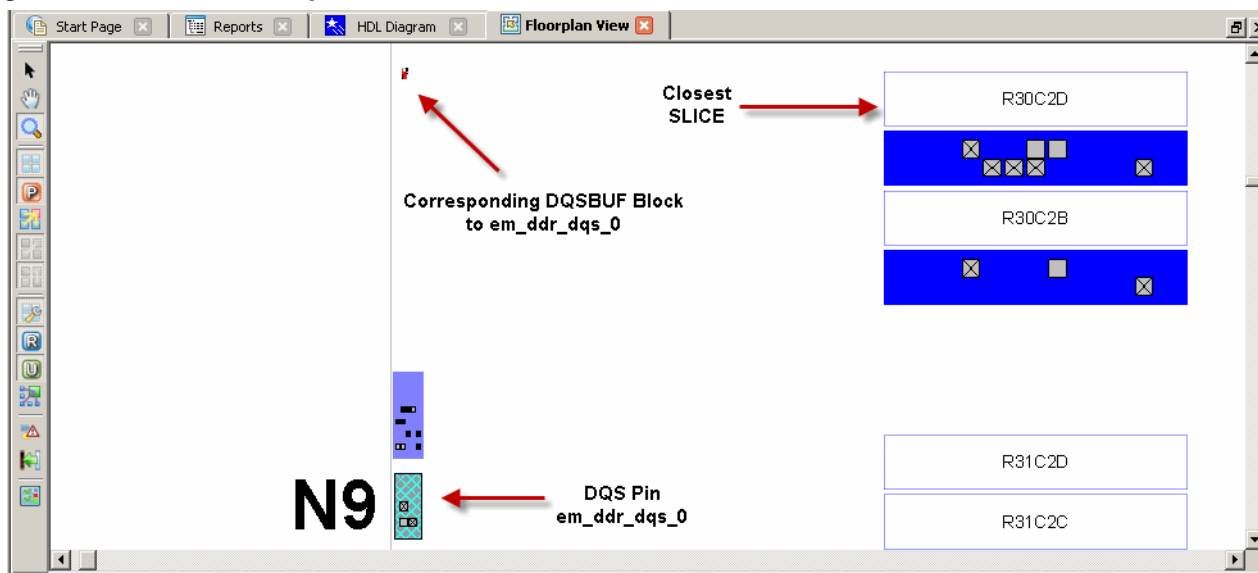 Start Page
Reports
HDL Diagram
Floorplan View
Closest
SLICE
R30C2D
Corresponding DQSBUF Block
to em_ddr_dqs_0
R30C2B
P
R
U
R31C2D
N9
DQS Pin
em_ddr_dqs_0
R31C2C